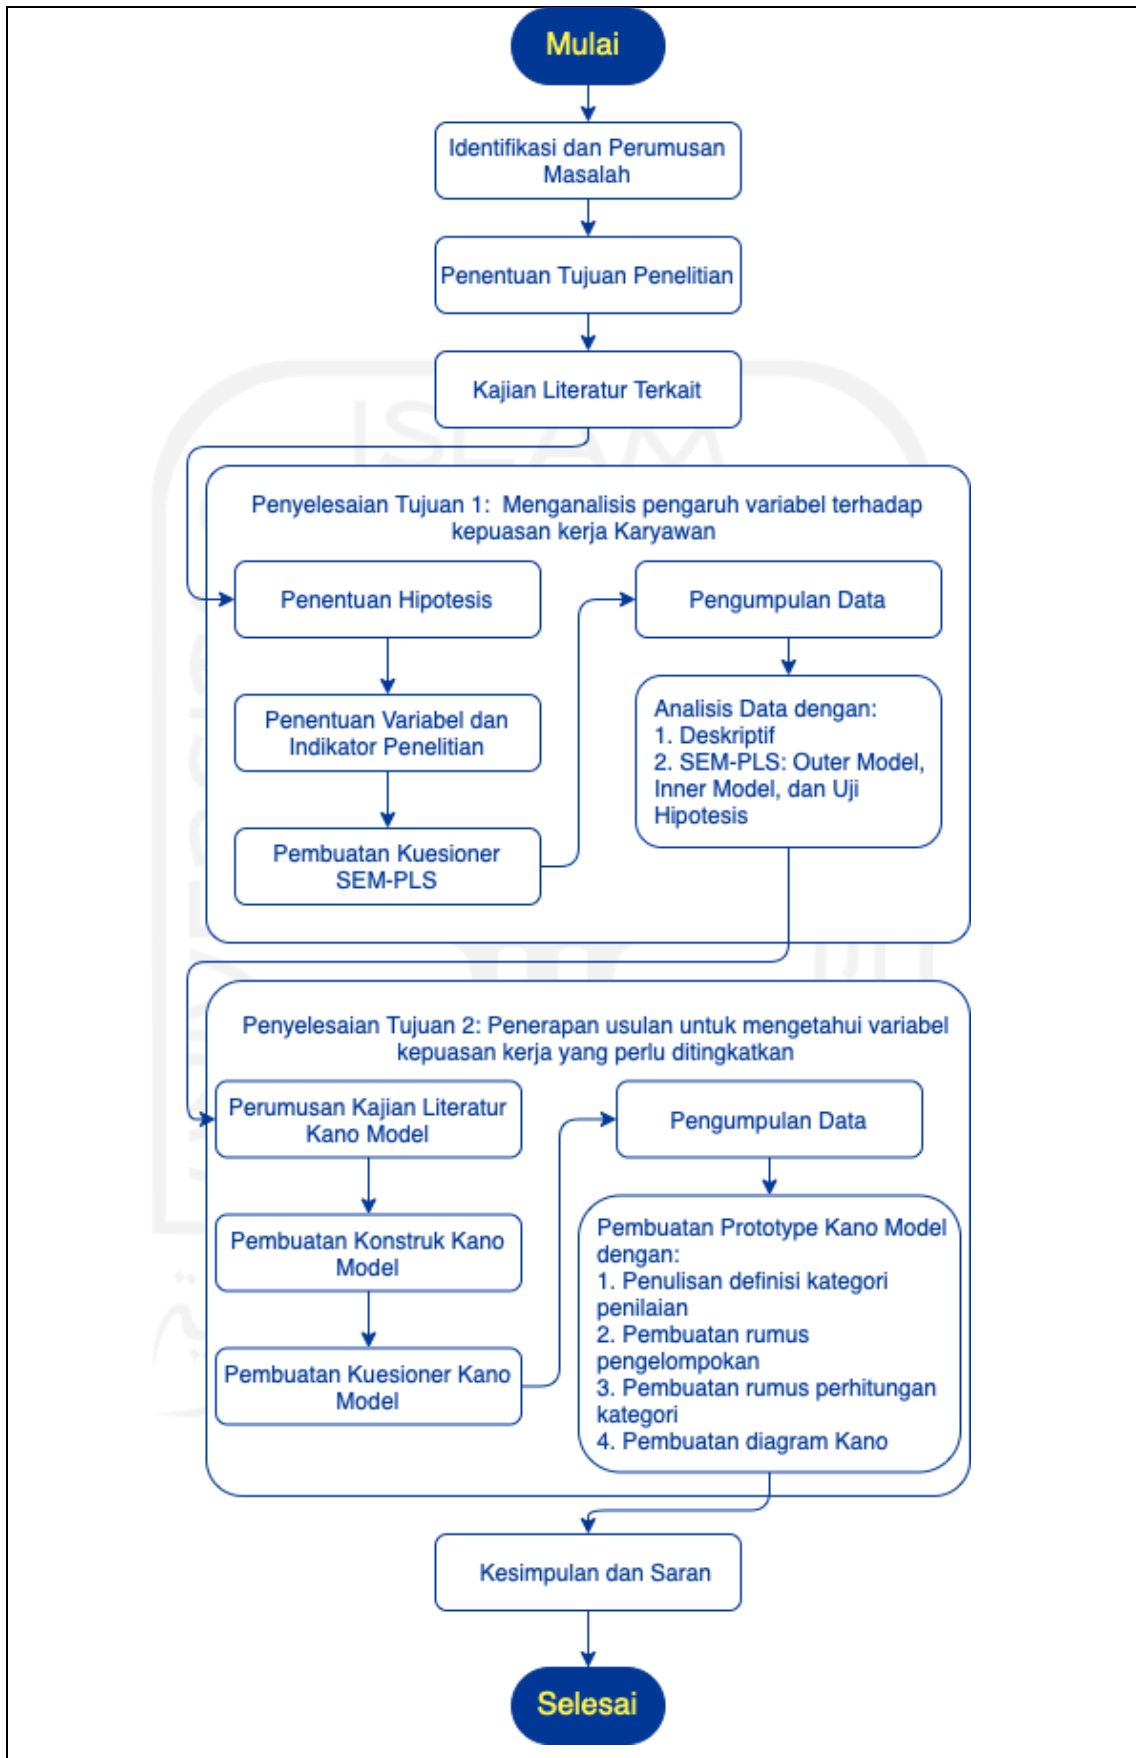 Mulai
Identifikasi dan Perumusan
Masalah
Penentuan Tujuan Penelitian
Kajian Literatur Terkait
ISLAM
Penyelesaian Tujuan 1:  Menganalisis pengaruh variabel terhadap
kepuasan kerja Karyawan
Penentuan Hipotesis
Penentuan Variabel dan
Indikator Penelitian
Pembuatan Kuesioner
SEM-PLS
Pengumpulan Data
Analisis Data dengan:
1. Deskriptif
2. SEM-PLS: Outer Model,
Inner Model, dan Uji
Hipotesis
Penyelesaian Tujuan 2: Penerapan usulan untuk mengetahui variabel
kepuasan kerja yang perlu ditingkatkan
Perumusan Kajian Literatur
Kano Model
Pembuatan Konstruk Kano
Model
Pembuatan Kuesioner Kano
Model
Pengumpulan Data
Pembuatan Prototype Kano Model
dengan:
1. Penulisan definisi kategori
penilaian
2. Pembuatan rumus
pengelompokan
3. Pembuatan rumus perhitungan
kategori
4. Pembuatan diagram Kano
Kesimpulan dan Saran
Selesai